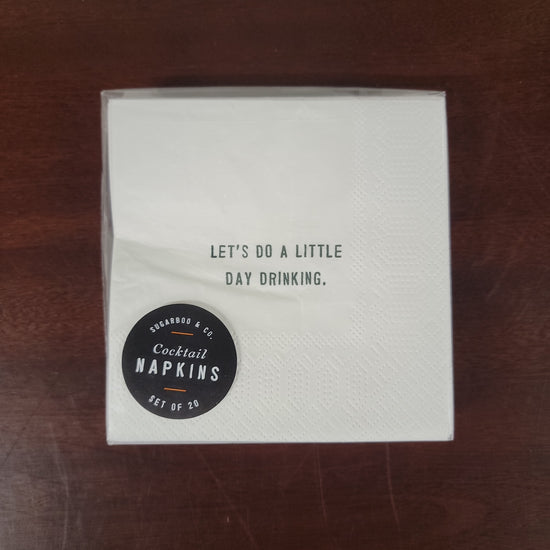 LET'S DO A LITTLE
DAY DRINKING.
SUGARBOO & CO.
Cocktail
NAPKINS
SET OF 20